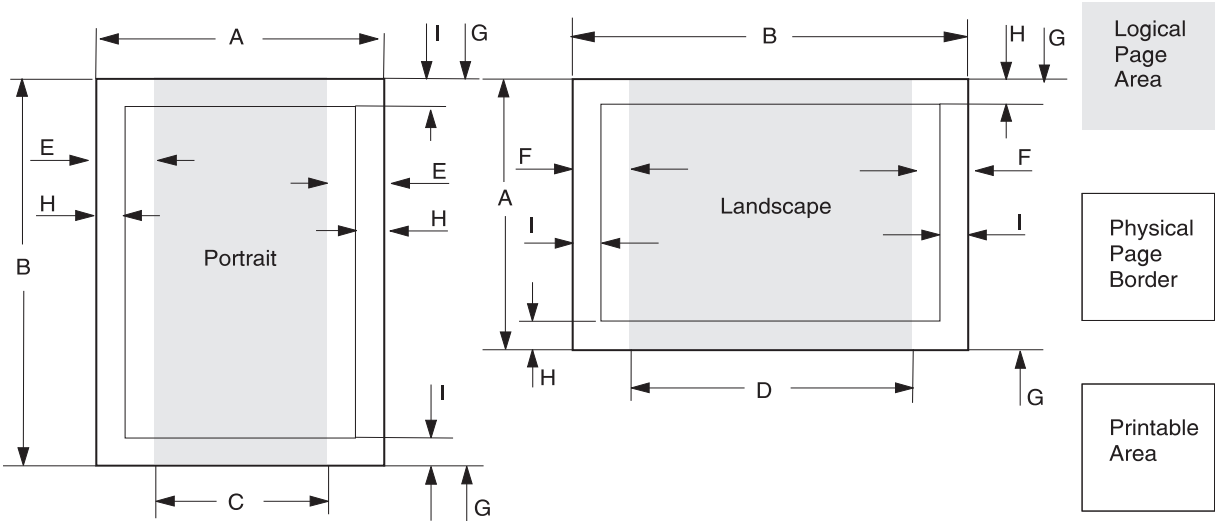 A
I
G
E
E
H
H
B
Portrait
I
C
G
B
H
G
F
F
A
Landscape
I
I
H
D
G
Logical
Page
Area
Physical
Page
Border
Printable
Area